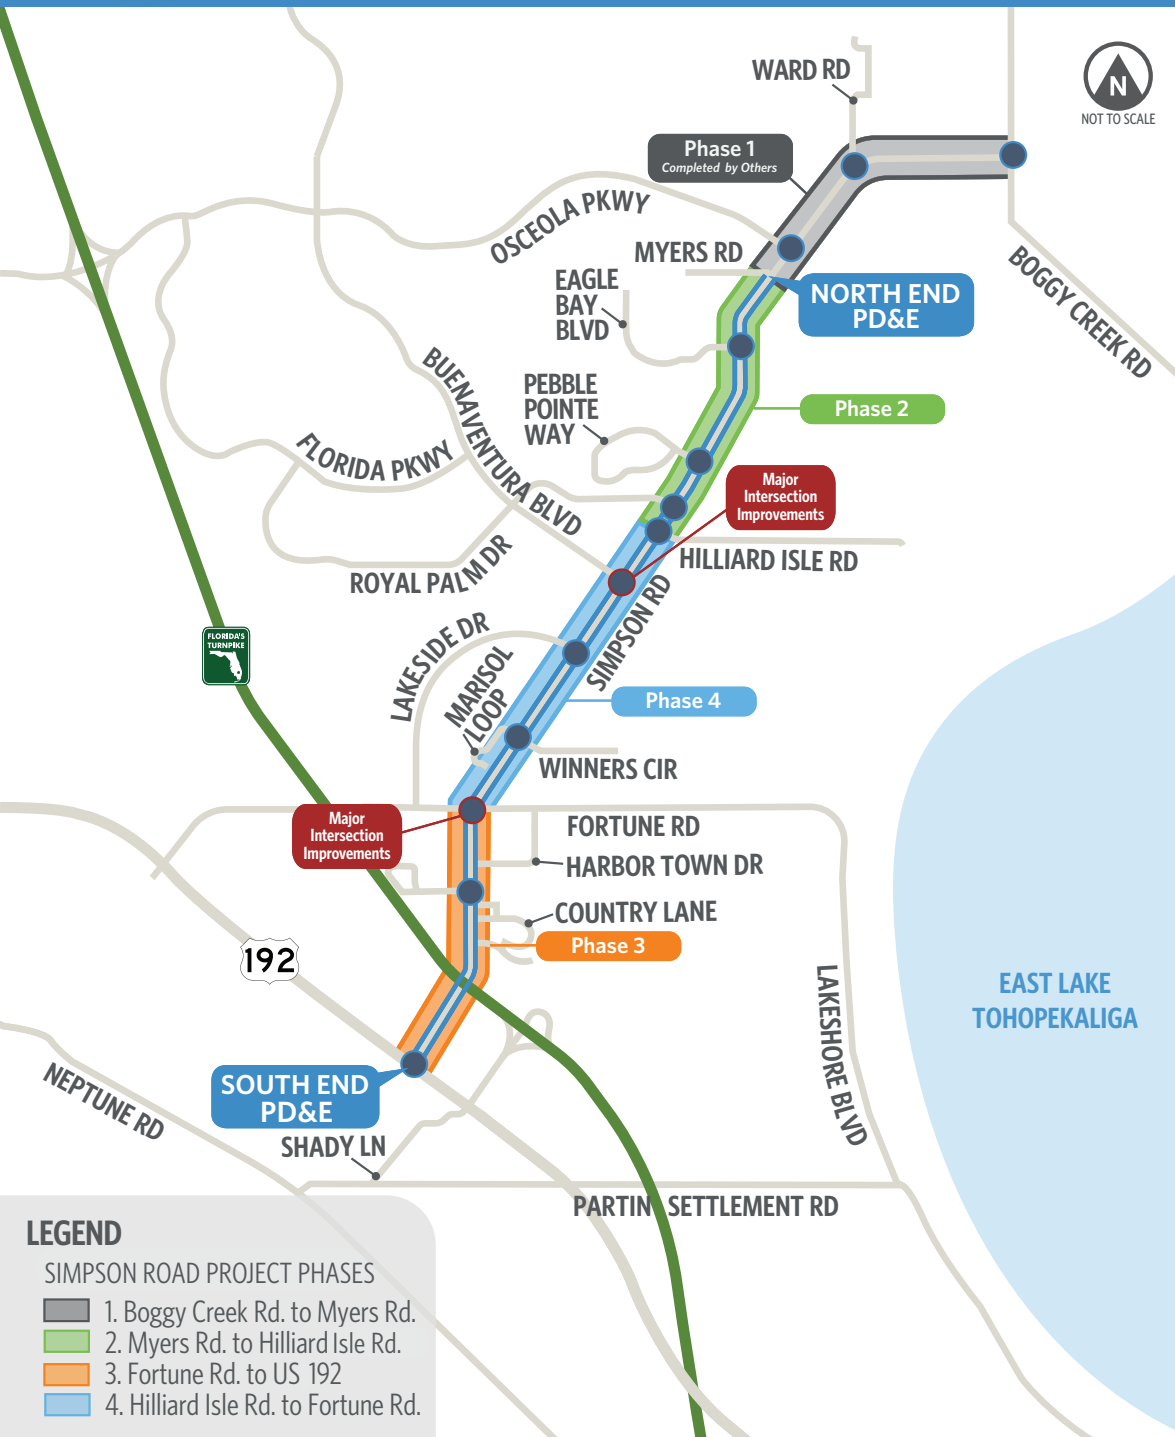 WARD RD
N
NOT TO SCALE
Phase 1
Completed by Others
OSCEOLA PKWY
MYERS RD
BOGGY CREEK RD
EAGLE
BAY
BLVD
NORTH END
PD&E
BUENAVENTURA BLVD
PEBBLE
POINTE
WAY
Phase 2
FLORIDA PKWY
Major
Intersection
Improvements
ROYAL PALM DR
HILLIARD ISLE RD
SIMPSON RD
FLORIDA'S
TURNPIKE
LAKESIDE DR
MARISOL
LOOP
Phase 4
WINNERS CIR
Major
Intersection
Improvements
FORTUNE RD
HARBOR TOWN DR
COUNTRY LANE
Phase 3
192
LAKESHORE BLVD
EAST LAKE
TOHOPEKALIGA
NEPTUNE RD
SOUTH END
PD&E
SHADY LN
PARTIN SETTLEMENT RD
LEGEND
SIMPSON ROAD PROJECT PHASES
1. Boggy Creek Rd. to Myers Rd.
2. Myers Rd. to Hilliard Isle Rd.
3. Fortune Rd. to US 192
4. Hilliard Isle Rd. to Fortune Rd.